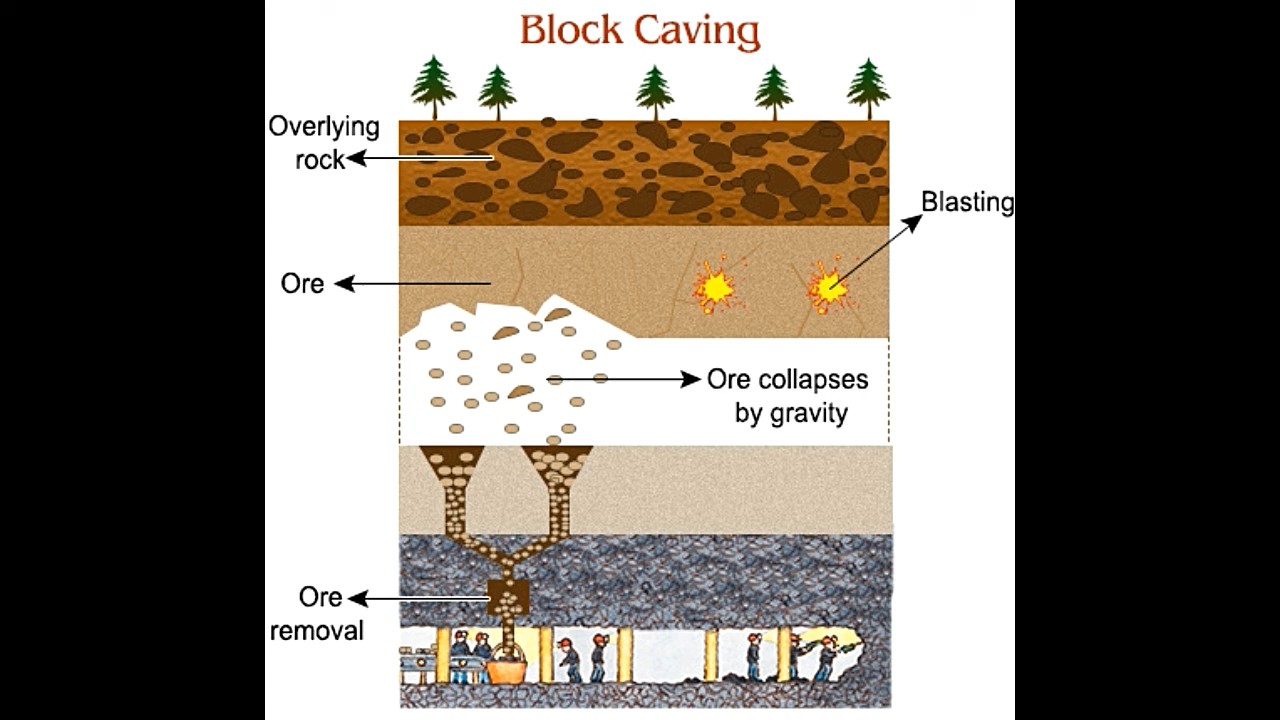 Block Caving
Overlying
rock
Blasting
Ore
Ore collapses
by gravity
Ore
removal